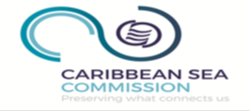 CARIBBEAN SEA
COMMISSION
Preserving what connects us